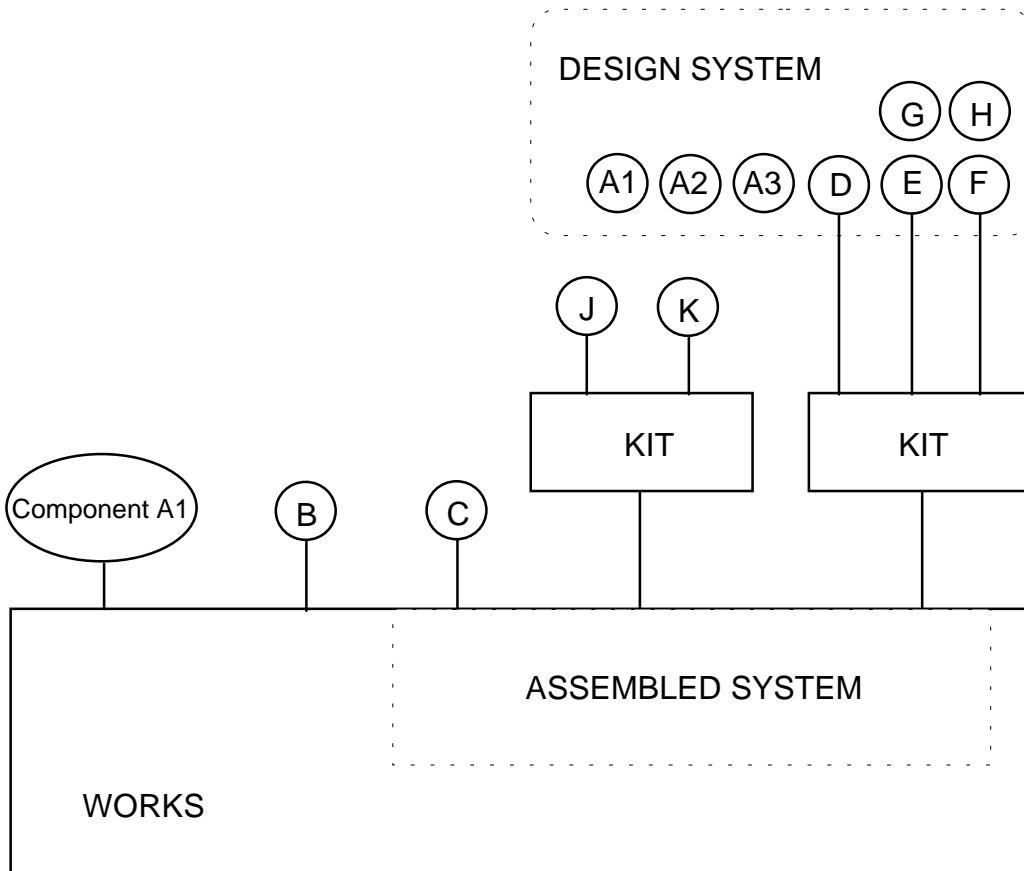 DESIGN SYSTEM
G H
A1 A2 A3 D E F
J K
KIT KIT
Component A1 B C
ASSEMBLED SYSTEM
WORKS